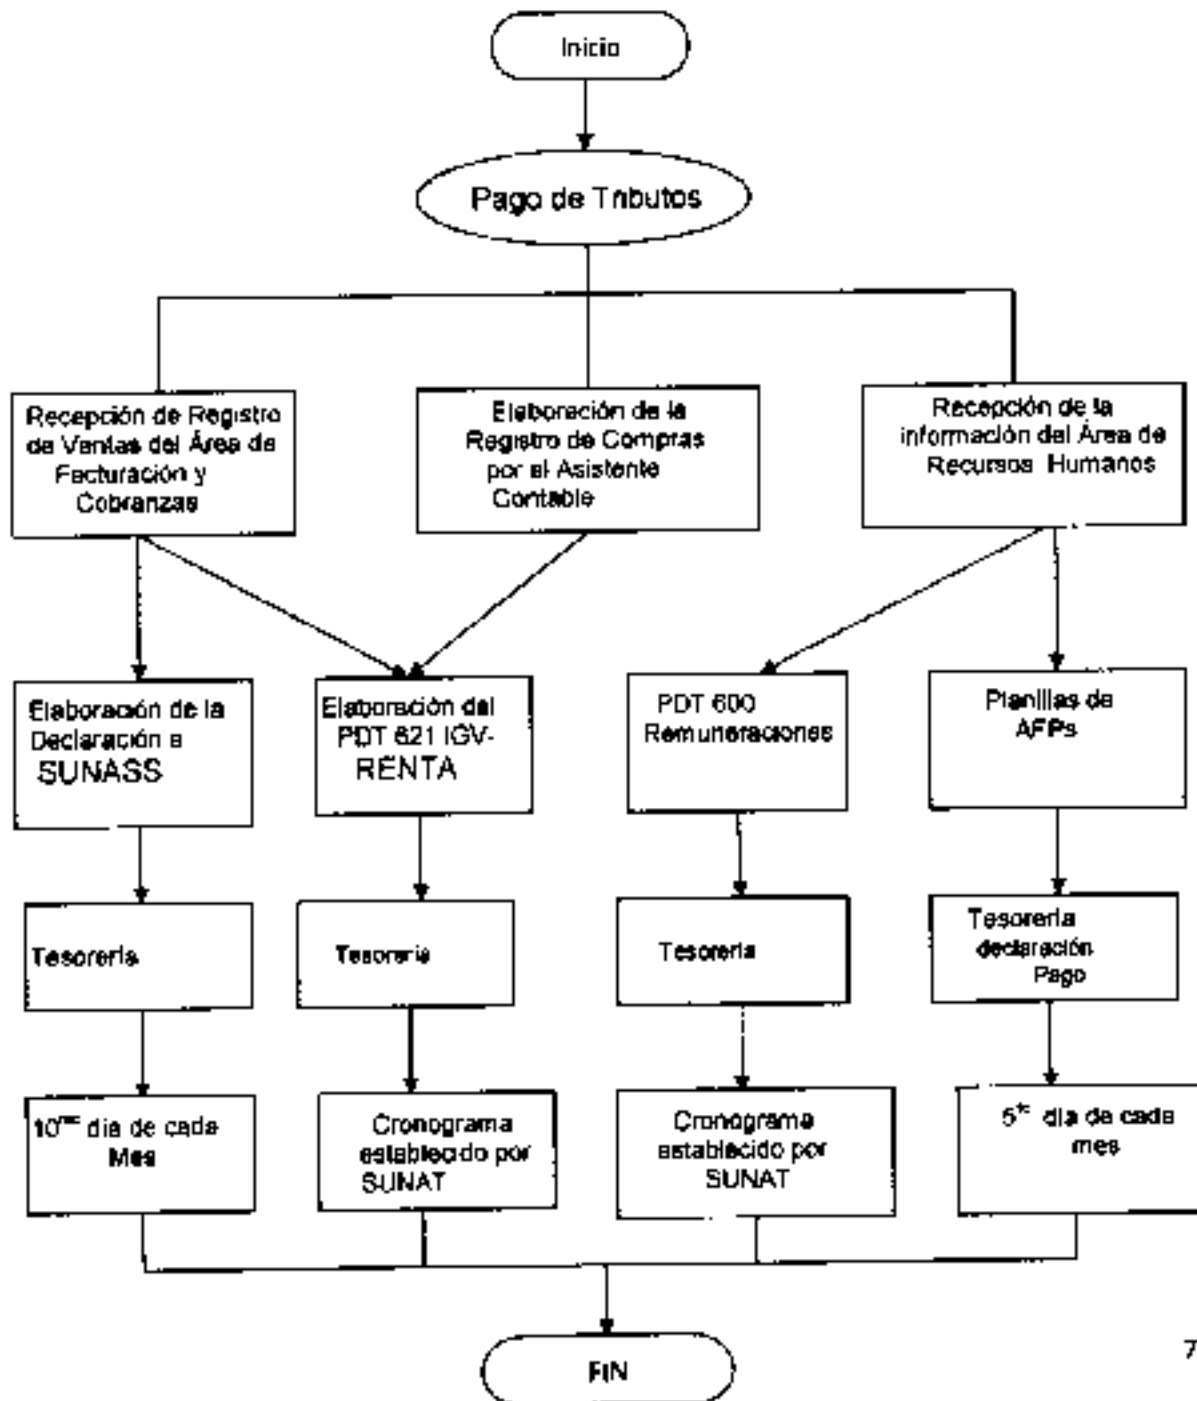 Inicio
Pago de Tributos
Recepción de Registro
de Ventas del Área de
Facturación y
Cobranzas
Elaboración de la
Registro de Compras
por el Asistente
Contable
Recepción de la
información del Área de
Recursos Humanos
Elaboración de la
Declaración a
SUNASS
Elaboración del
PDT 621 IGV-
RENTA
PDT 600
Remuneraciones
Planillas de
AFPs
Tesorería
Tesorería
Tesorería
Tesorería
declaración
Pago
10mo día de cada
Mes
Cronograma
establecido por
SUNAT
Cronograma
establecido por
SUNAT
5to día de cada
mes
FIN
7